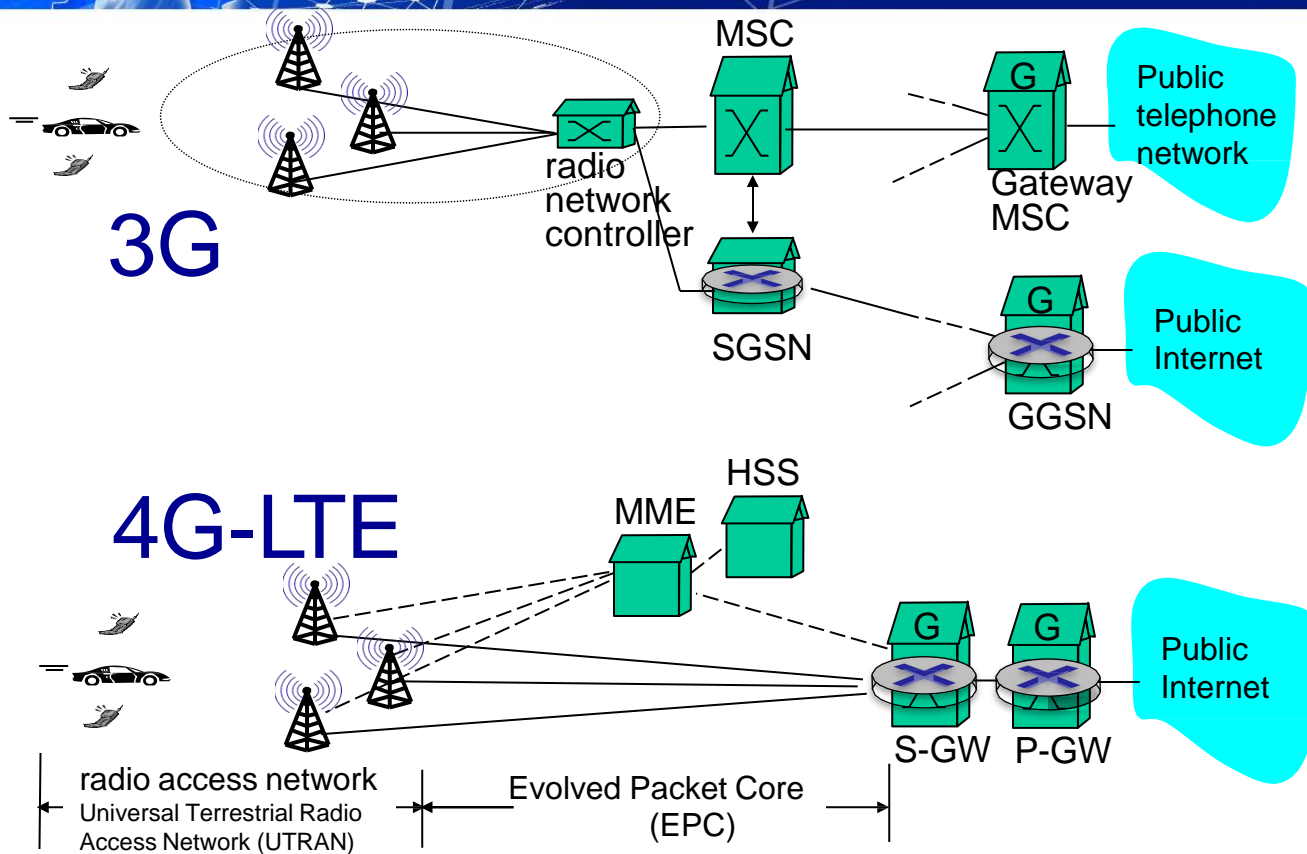 MSC
G
Public
telephone
network
radio
network
controller
Gateway
MSC
3G
SGSN
G
Public
Internet
GGSN
HSS
4G-LTE
MME
G
G
Public
Internet
S-GW
P-GW
radio access network
Universal Terrestrial Radio
Access Network (UTRAN)
Evolved Packet Core
(EPC)